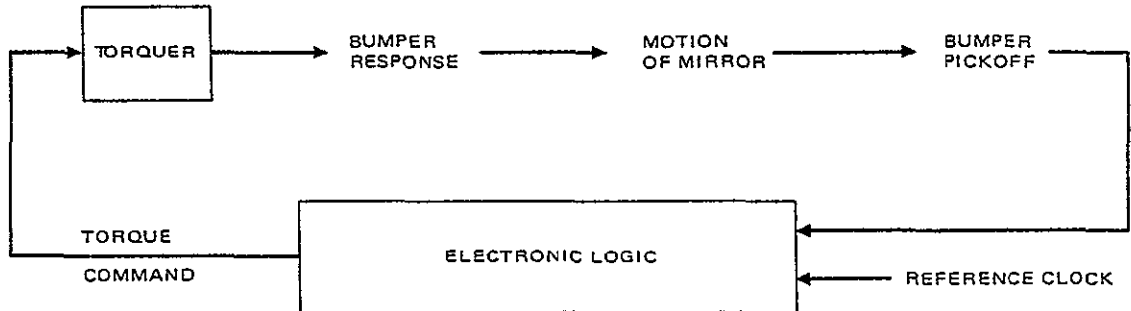 TORQUER
BUMPER
RESPONSE
MOTION
OF MIRROR
BUMPER
PICKOFF
TORQUE
COMMAND
ELECTRONIC LOGIC
REFERENCE CLOCK